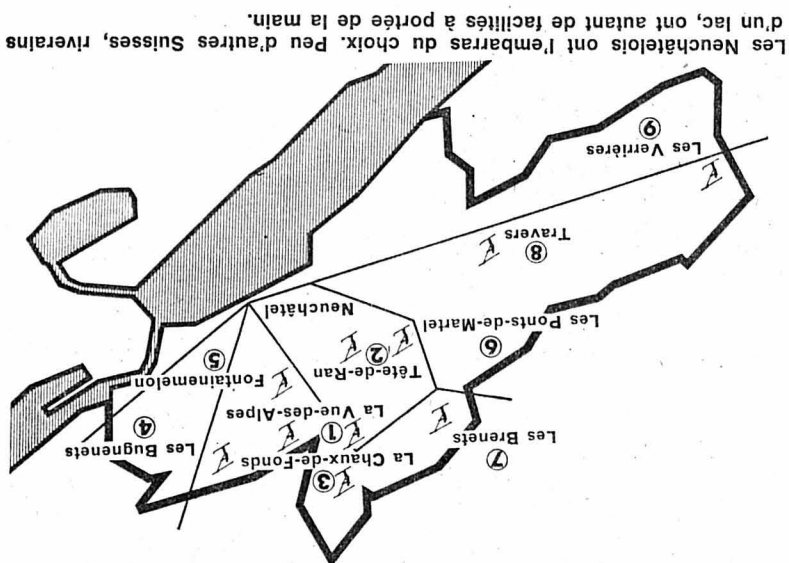 ③
La Chaux-de-Fonds
⑦
Les Brenets
Les Bugnenets
④
①
La Vue-des-Alpes
Fontainemelon
⑤
Tête-de-Ran
②
⑥
Les Ponts-de-Martel
Neuchâtel
⑧
Travers
Les Verrières
⑨
Les Neuchâtelois ont l'embarras du choix. Peu d'autres Suisses, riverains
d'un lac, ont autant de facilités à portée de la main.